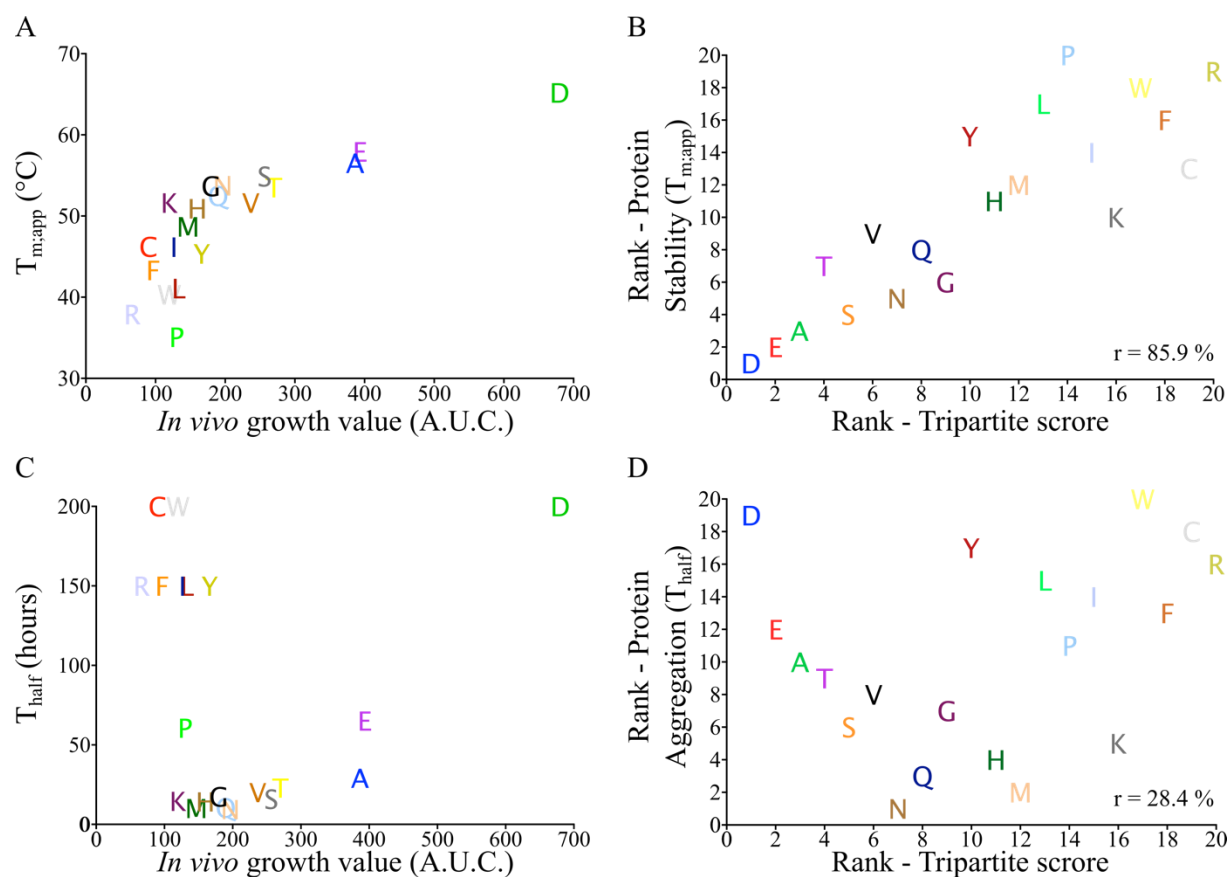 A
70
60
50
40
30
T m;app (°C)
D
E
A
S
T
N
G
Q
V
K
H
M
C
I
Y
F
L
W
R
P
0 100 200 300 400 500 600 700
In vivo growth value (A.U.C.)
B
20
18
16
14
12
10
8
6
4
2
0
Rank - Protein
Stability (Tm;app)
P
R
W
L
F
Y
I
C
M
H
K
V
Q
T
G
N
S
A
E
D
r = 85.9 %
0 2 4 6 8 10 12 14 16 18 20
Rank - Tripartite scrore
C
200
150
100
50
0
Thalf (hours)
C W D
R F I L Y
P
E
A
T
V
S
G
K
H
M
Q
N
0 100 200 300 400 500 600 700
In vivo growth value (A.U.C.)
D
20
18
16
14
12
10
8
6
4
2
0
Rank - Protein
Aggregation (Thalf)
W
D
C
Y
R
L
I
F
E
P
A
T
V
G
S
K
H
Q
M
N
r = 28.4 %
0 2 4 6 8 10 12 14 16 18 20
Rank - Tripartite scrore